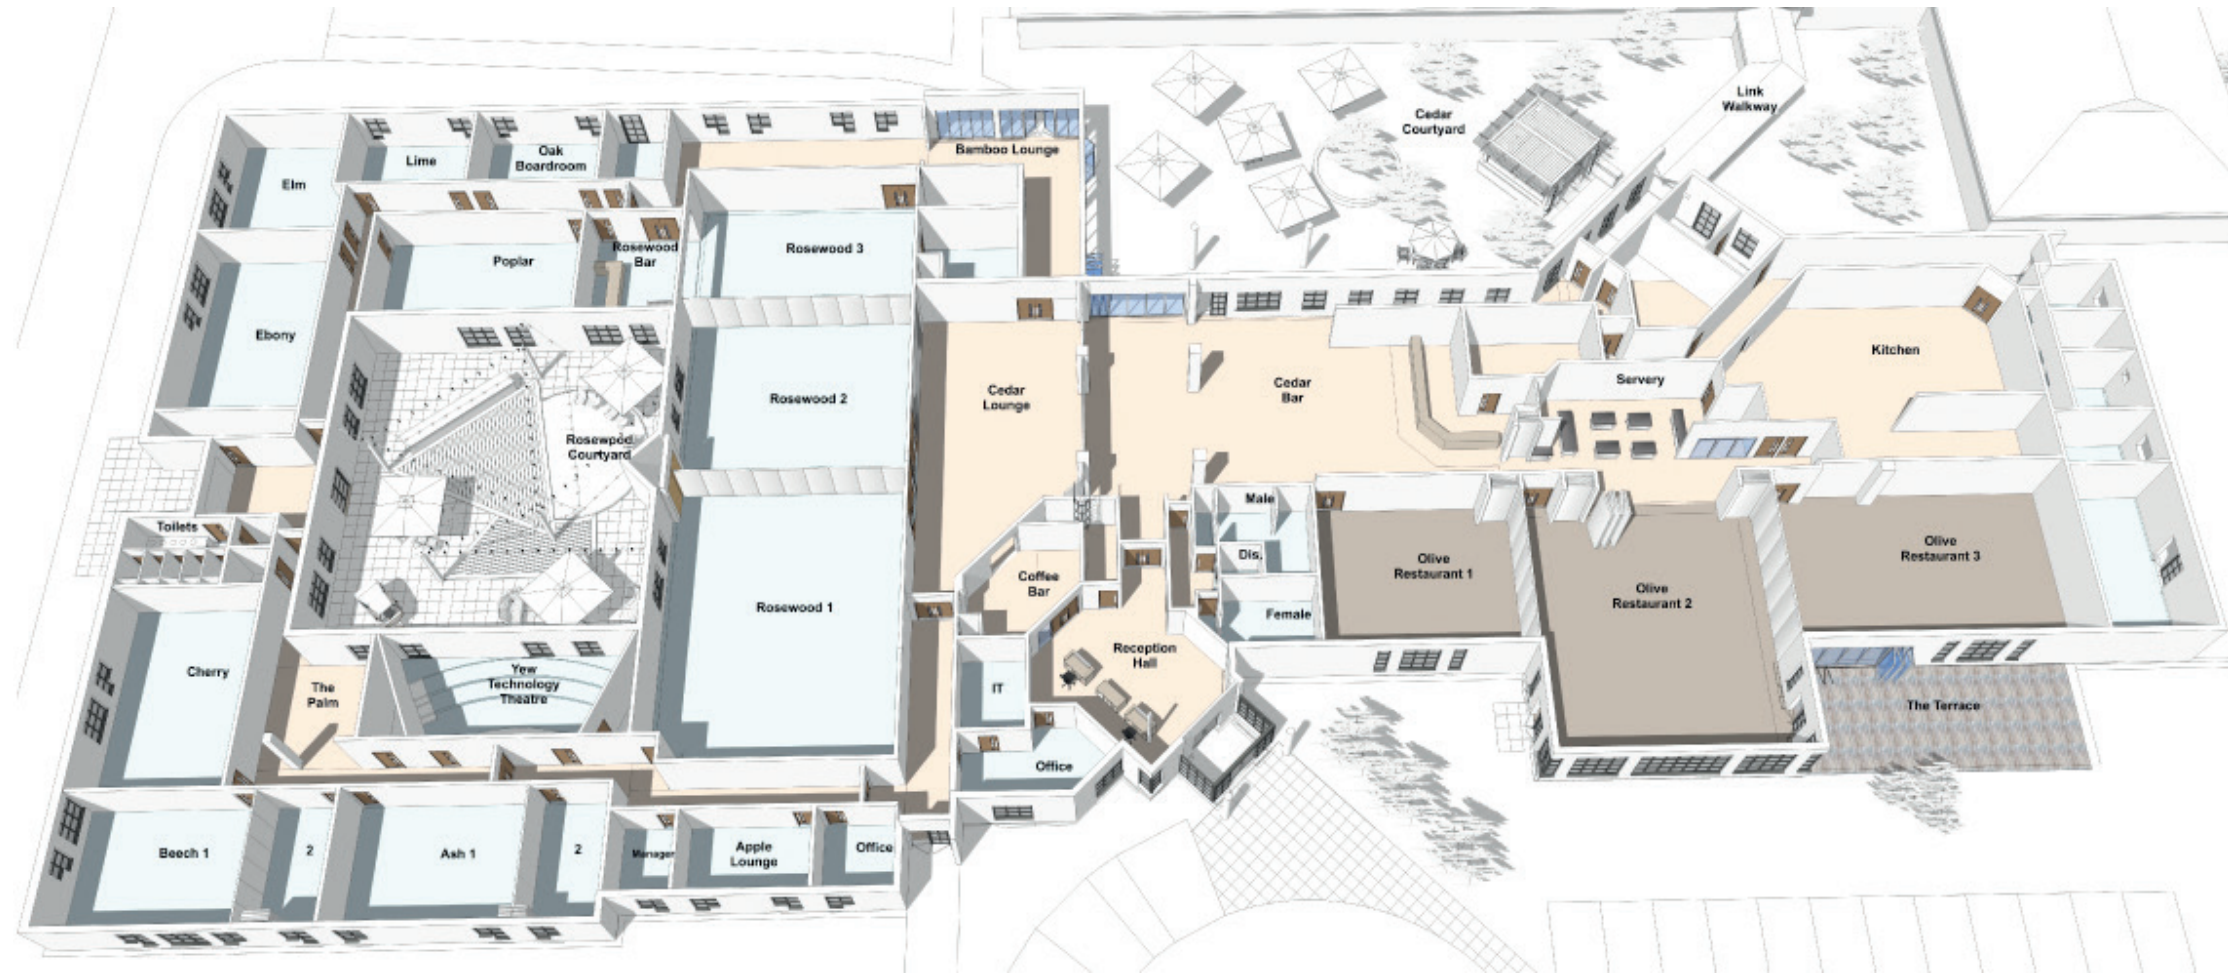 Link
Walkway
Cedar
Courtyard
Bamboo Lounge
Lime
Oak
Boardroom
Elm
Rosewood
Bar
Rosewood 3
Poplar
Ebony
Kitchen
Servery
Cedar
Lounge
Cedar
Bar
Rosewood 2
Rosewpod
Courtyard
Toilets
Male
Dis.
Olive
Restaurant 1
Olive
Restaurant 2
Olive
Restaurant 3
Coffee
Bar
Rosewood 1
Female
Reception
Hall
Cherry
Yew
Technology
Theatre
The
Palm
IT
The Terrace
Office
Beech 1
2
Ash 1
2
Manager
Apple
Lounge
Office